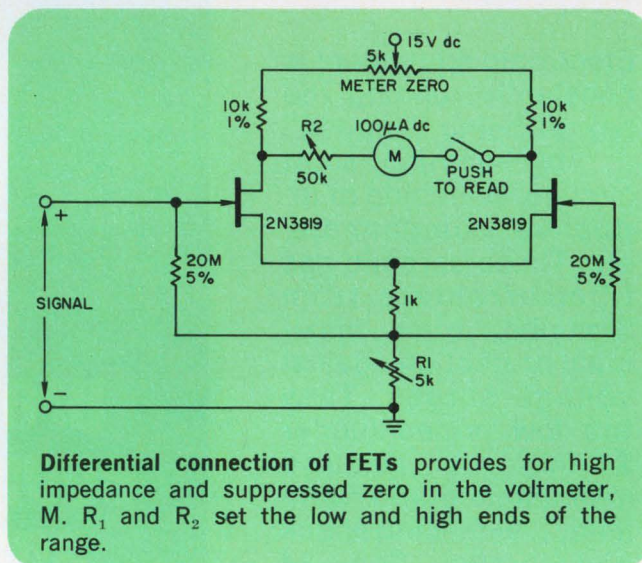 15V dc
5k
METER ZERO
10k
1%
10k
1%
R2
100μA dc
M
50k
PUSH
TO READ
+
2N3819
2N3819
20M
5%
20M
5%
SIGNAL
1k
R1
5k
−
Differential connection of FETs provides for high
impedance and suppressed zero in the voltmeter,
M. R₁ and R₂ set the low and high ends of the
range.